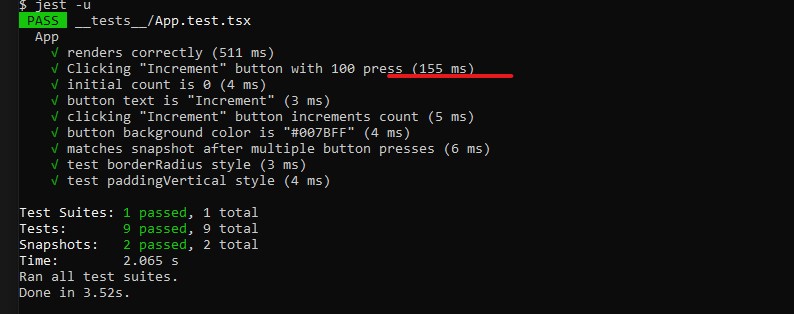 $ jest -u
PASS __tests__/App.test.tsx
App
√ renders correctly (511 ms)
√ Clicking "Increment" button with 100 press (155 ms)
√ initial count is 0 (4 ms)
√ button text is "Increment" (3 ms)
√ clicking "Increment" button increments count (5 ms)
√ button background color is "#007BFF" (4 ms)
√ matches snapshot after multiple button presses (6 ms)
√ test borderRadius style (3 ms)
√ test paddingVertical style (4 ms)
Test Suites: 1 passed, 1 total
Tests: 9 passed, 9 total
Snapshots: 2 passed, 2 total
Time: 2.065 s
Ran all test suites.
Done in 3.52s.